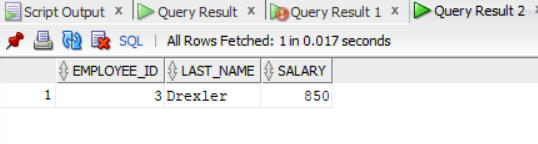 Script Output x Query Result x Query Result 1 x Query Result 2
SQL | All Rows Fetched: 1 in 0.017 seconds
EMPLOYEE_ID LAST_NAME SALARY
1 3 Drexler 850